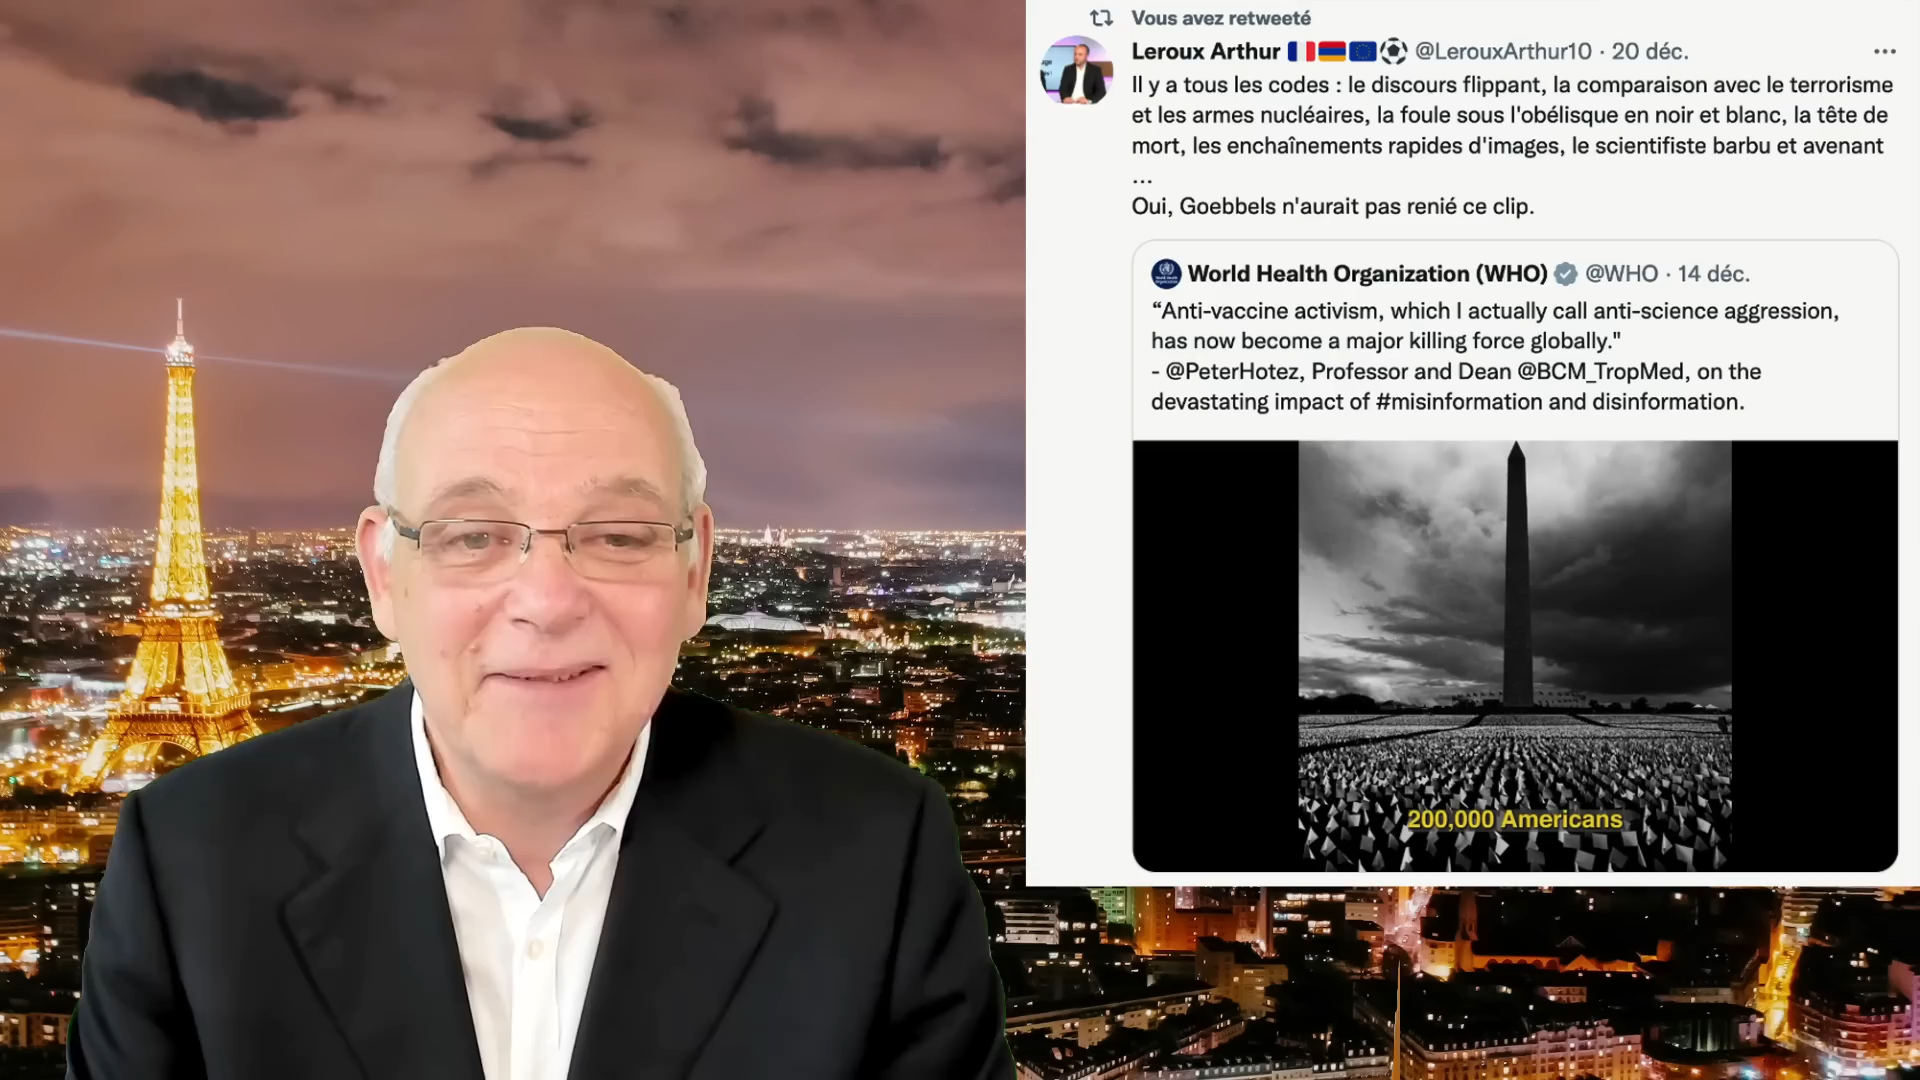 Vous avez retweeté
Leroux Arthur @LerouxArthur10 · 20 déc.
Il y a tous les codes : le discours flippant, la comparaison avec le terrorisme
et les armes nucléaires, la foule sous l'obélisque en noir et blanc, la tête de
mort, les enchaînements rapides d'images, le scientifiste barbu et avenant
...
Oui, Goebbels n'aurait pas renié ce clip.
World Health Organization (WHO) @WHO · 14 déc.
“Anti-vaccine activism, which I actually call anti-science aggression,
has now become a major killing force globally."
- @PeterHotez, Professor and Dean @BCM_TropMed, on the
devastating impact of #misinformation and disinformation.
200,000 Americans